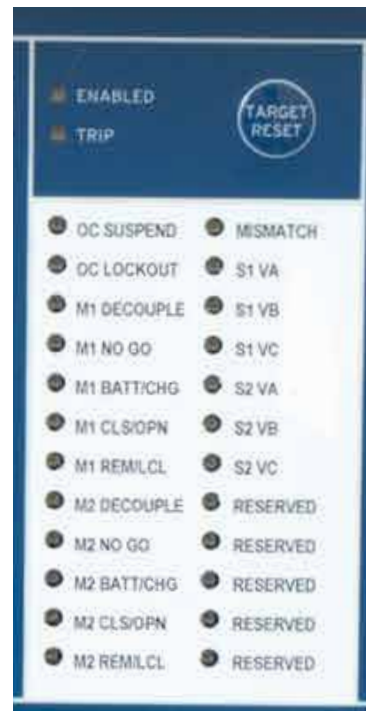 ENABLED
TRIP
TARGET
RESET
OC SUSPEND MISMATCH
OC LOCKOUT S1 VA
M1 DECOUPLE S1 VB
M1 NO GO S1 VC
M1 BATT/CHG S2 VA
M1 CLS/OPN S2 VB
M1 REM/LCL S2 VC
M2 DECOUPLE RESERVED
M2 NO GO RESERVED
M2 BATT/CHG RESERVED
M2 CLS/OPN RESERVED
M2 REM/LCL RESERVED